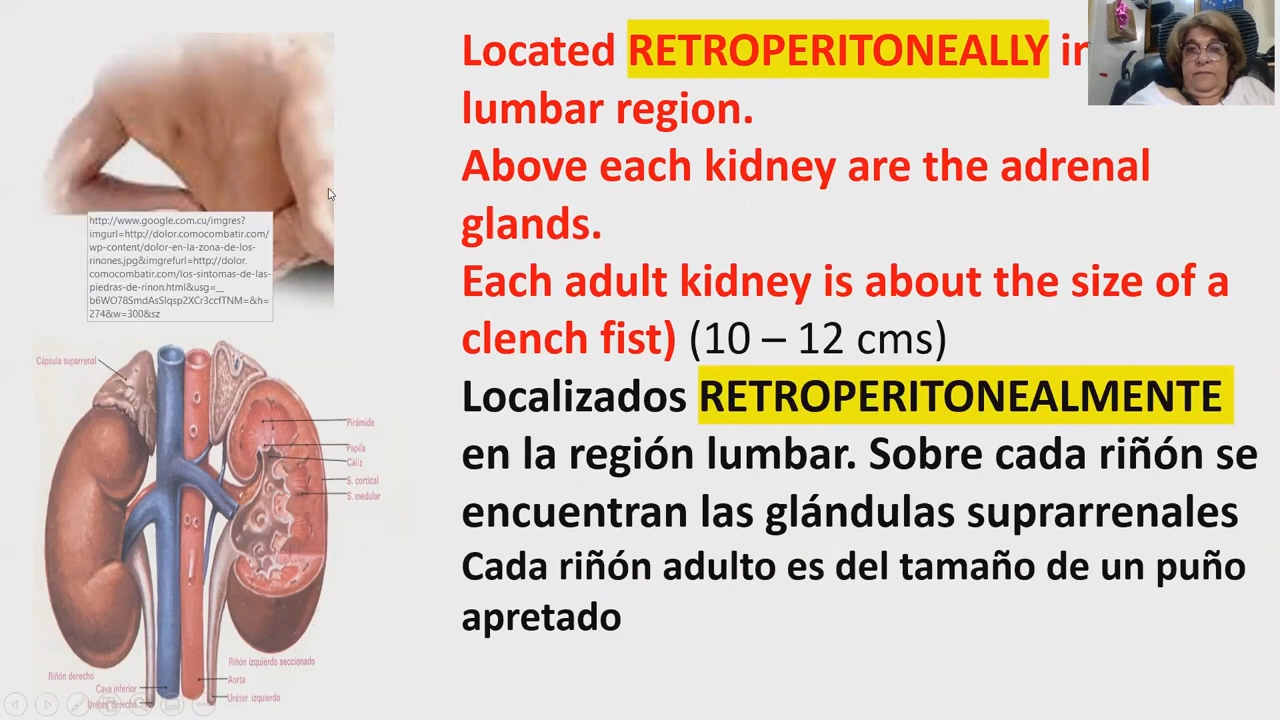 Located RETROPERITONEALLY in
lumbar region.
Above each kidney are the adrenal
glands.
Each adult kidney is about the size of a
clench fist) (10 – 12 cms)
Localizados RETROPERITONEALMENTE
en la región lumbar. Sobre cada riñón se
encuentran las glándulas suprarrenales
Cada riñón adulto es del tamaño de un puño
apretado
http://www.google.com.cu/imgres?
imgurl=http://dolor.comocombatir.com/
wp-content/dolor-en-la-zona-de-los-
rinones.jpg&imgrefurl=http://dolor.
comocombatir.com/los-sintomas-de-las-
piedras-de-rinon.html&usg=__
b6WO78SmdAsSIqsp2XCr3ccfTNM=&h=
274&w=300&sz
Cápsula suparrenal
Pirámide
Papila
Cáliz
S. cortical
S. medular
Riñón izquierdo seccionado
Riñón derecho
Aorta
Cava inferior
Uréter izquierdo
Uréter derecho